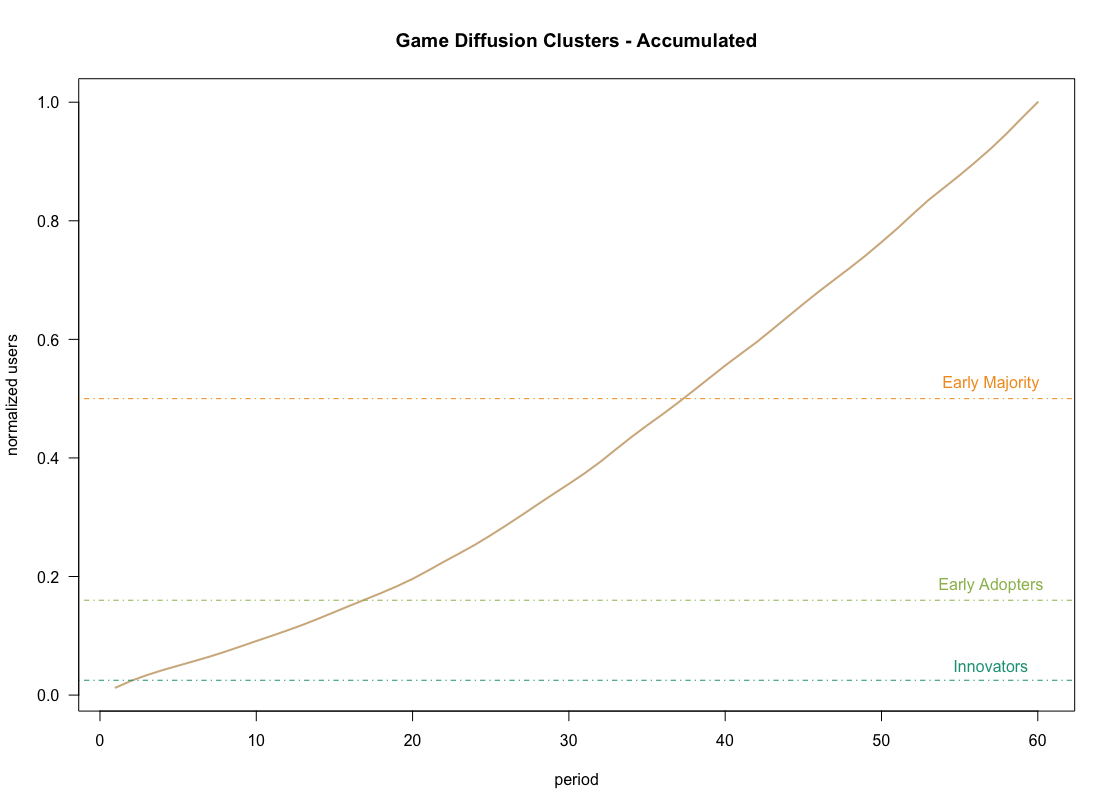 Game Diffusion Clusters - Accumulated
1.0
0.8
0.6
0.4
0.2
0.0
normalized users
Early Majority
Early Adopters
Innovators
0 10 20 30 40 50 60
period